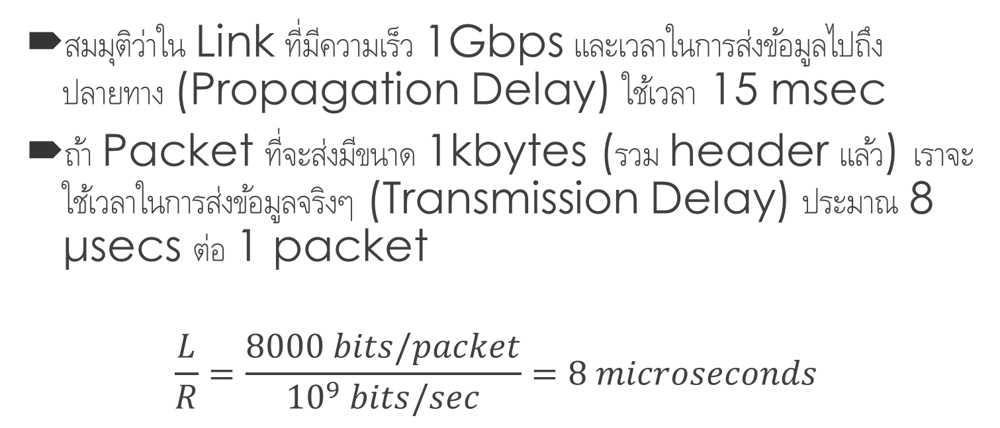 สมมุติว่าใน Link ที่มีความเร็ว 1Gbps และเวลาในการส่งข้อมูลไปถึง
ปลายทาง (Propagation Delay) ใช้เวลา 15 msec
ถ้า Packet ที่จะส่งมีขนาด 1kbytes (รวม header แล้ว) เราจะ
ใช้เวลาในการส่งข้อมูลจริงๆ (Transmission Delay) ประมาณ 8
µsecs ต่อ 1 packet
L/R = 8000 bits/packet / 10⁹ bits/sec = 8 microseconds